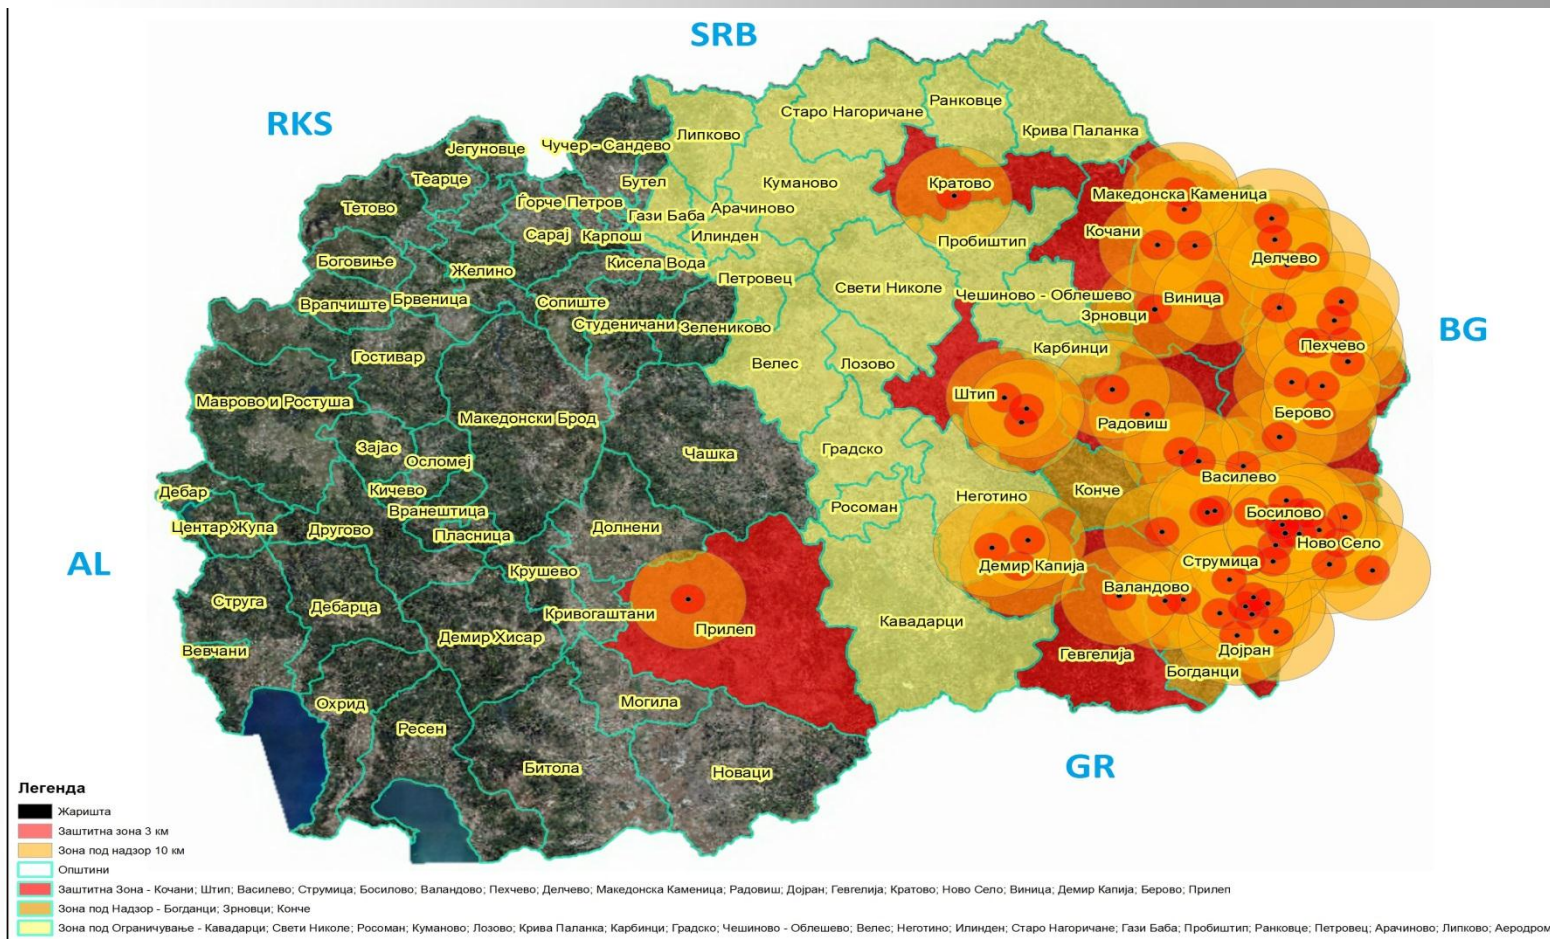 SRB
RKS
Старо Нагоричане
Ранковце
Крива Паланка
Липково
Чучер - Сандево
Јегуновце
Теарце
Бутел
Куманово
Кратово
Македонска Каменица
Тетово
Ѓорче Петров
Гази Баба
Арачиново
Сарај
Карпош
Илинден
Пробиштип
Кочани
Делчево
Боговиње
Желино
Кисела Вода
Петровец
Свети Николе
Чешиново - Облешево
Виница
Врапчиште
Брвеница
Сопиште
Студеничани
Зелениково
Зрновци
BG
Гостивар
Велес
Лозово
Карбинци
Пехчево
Маврово и Ростуша
Македонски Брод
Штип
Радовиш
Берово
Зајас
Осломеј
Чашка
Градско
Василево
Дебар
Кичево
Вранештица
Неготино
Конче
Центар Жупа
Другово
Пласница
Долнени
Росоман
Босилово
Ново Село
AL
Крушево
Демир Капија
Струмица
Струга
Дебарца
Кривогаштани
Валандово
Демир Хисар
Прилеп
Кавадарци
Вевчани
Гевгелија
Дојран
Богданци
Охрид
Могила
Ресен
Битола
Новаци
GR
Легенда
Жаришта
Заштитна зона 3 км
Зона под надзор 10 км
Општини
Заштитна Зона - Кочани; Штип; Василево; Струмица; Босилово; Валандово; Пехчево; Делчево; Македонска Каменица; Радовиш; Дојран; Гевгелија; Кратово; Ново Село; Виница; Демир Капија; Берово; Прилеп
Зона под Надзор - Богданци; Зрновци; Конче
Зона под Ограничување - Кавадарци; Свети Николе; Росоман; Куманово; Лозово; Крива Паланка; Карбинци; Градско; Чешиново - Облешево; Велес; Неготино; Илинден; Старо Нагоричане; Гази Баба; Пробиштип; Ранковце; Петровец; Арачиново; Липково; Аеродром